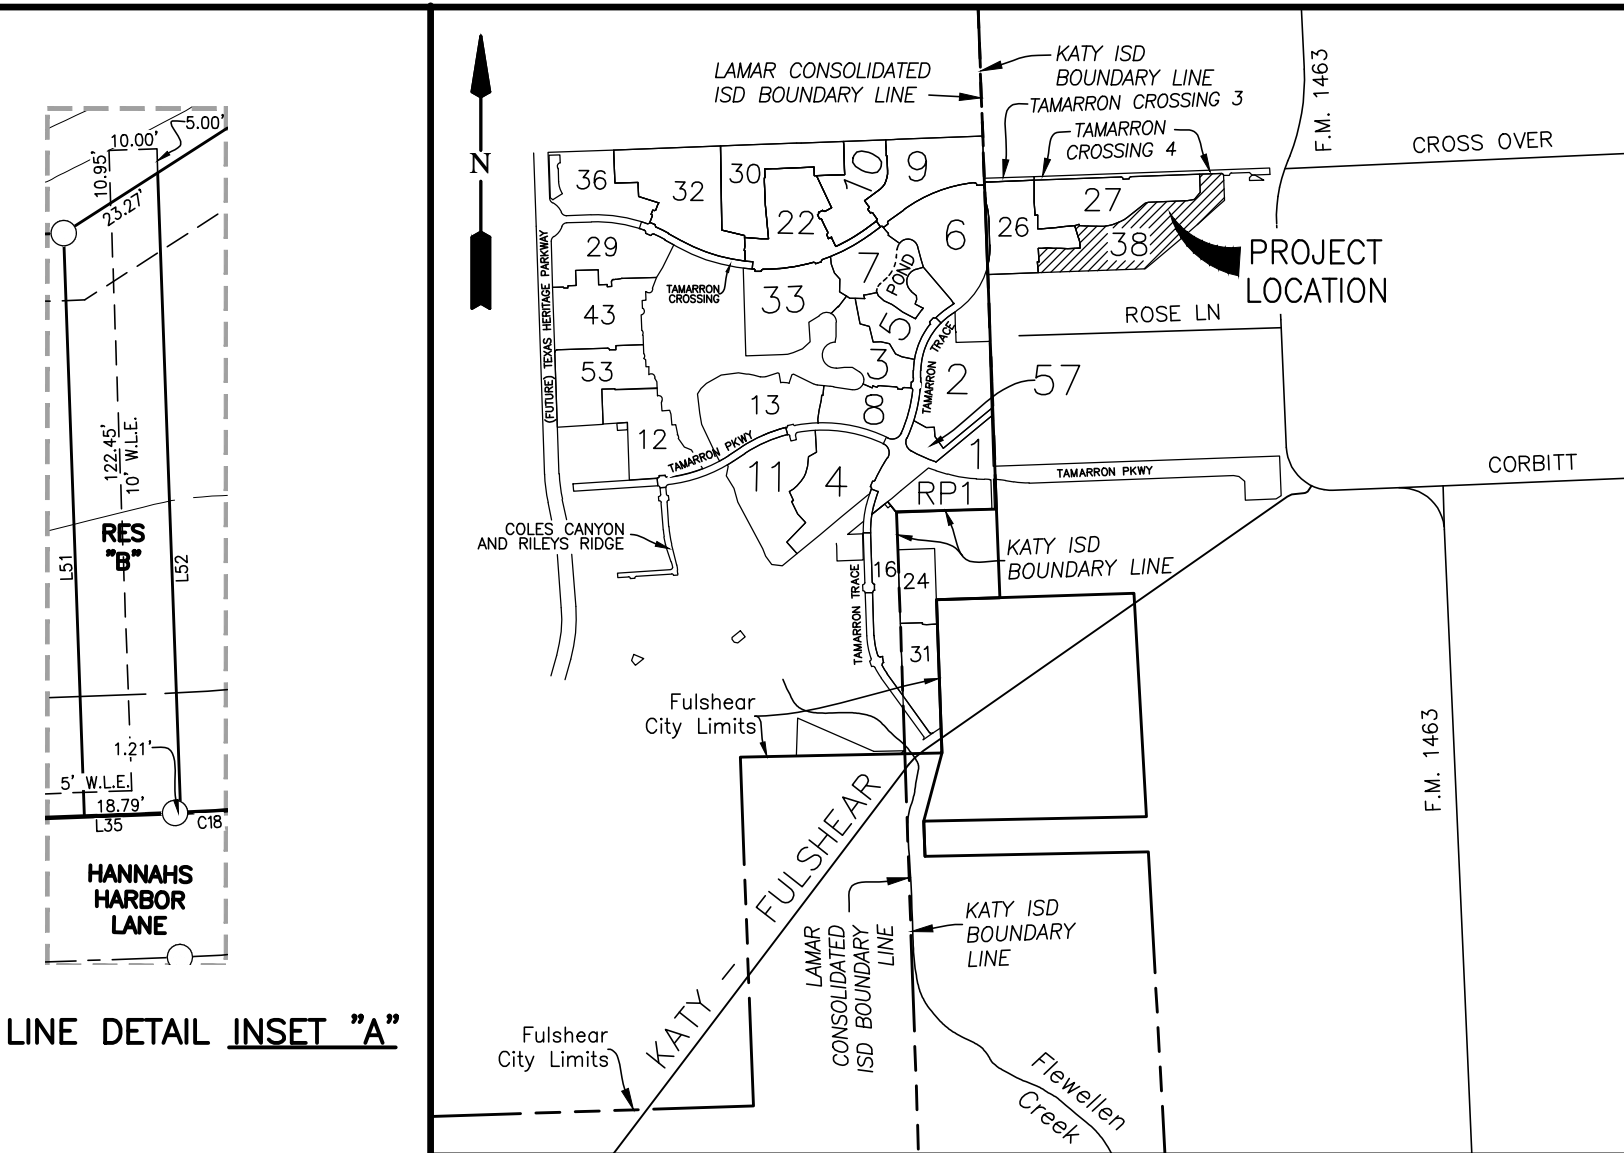 5.00'
10.00'
10.95'
23.27'
122.45'
10' W.L.E.
RES
"B"
L51
L52
1.21'
5' W.L.E.
18.79'
L35
C18
HANNAHS
HARBOR
LANE
LINE DETAIL INSET "A"
N
LAMAR CONSOLIDATED
ISD BOUNDARY LINE
KATY ISD
BOUNDARY LINE
TAMARRON CROSSING 3
TAMARRON
CROSSING 4
F.M. 1463
CROSS OVER
36
32
30
22
10
9
6
26
27
38
PROJECT
LOCATION
(FUTURE) TEXAS HERITAGE PARKWAY
29
TAMARRON
CROSSING
33
7
POND
5
43
53
3
TAMARRON TRACE
2
ROSE LN
57
13
8
12
TAMARRON PKWY
11
4
1
RP1
TAMARRON PKWY
CORBITT
COLES CANYON
AND RILEYS RIDGE
KATY ISD
BOUNDARY LINE
16
24
TAMARRON TRACE
31
Fulshear
City Limits
F.M. 1463
KATY - FULSHEAR
LAMAR
CONSOLIDATED
ISD BOUNDARY
LINE
KATY ISD
BOUNDARY
LINE
Fulshear
City Limits
Flewellen
Creek